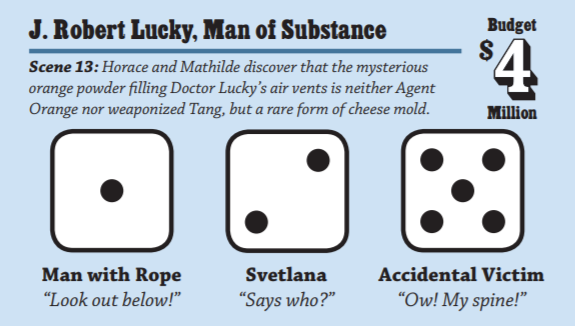 J. Robert Lucky, Man of Substance
Budget
$4
Million
Scene 13: Horace and Mathilde discover that the mysterious
orange powder filling Doctor Lucky's air vents is neither Agent
Orange nor weaponized Tang, but a rare form of cheese mold.
Man with Rope
"Look out below!"
Svetlana
"Says who?"
Accidental Victim
"Ow! My spine!"